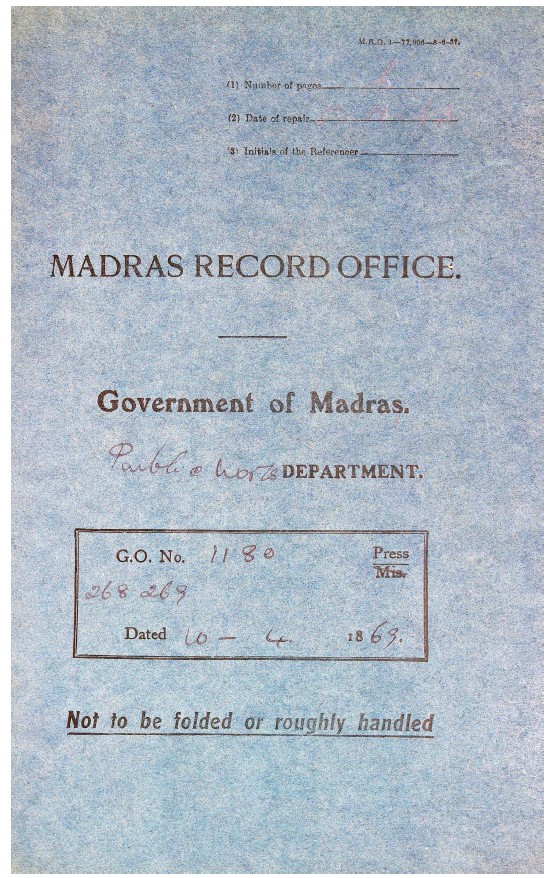 M.R.O. 1—77,000—8-6-37.
(1) Number of pages
(2) Date of repair
(3) Initials of the Referencer
MADRAS RECORD OFFICE.
Government of Madras.
Public Works DEPARTMENT.
G.O. No. 1180 Press
Mis.
268 269
Dated 10 - 4 1869.
Not to be folded or roughly handled